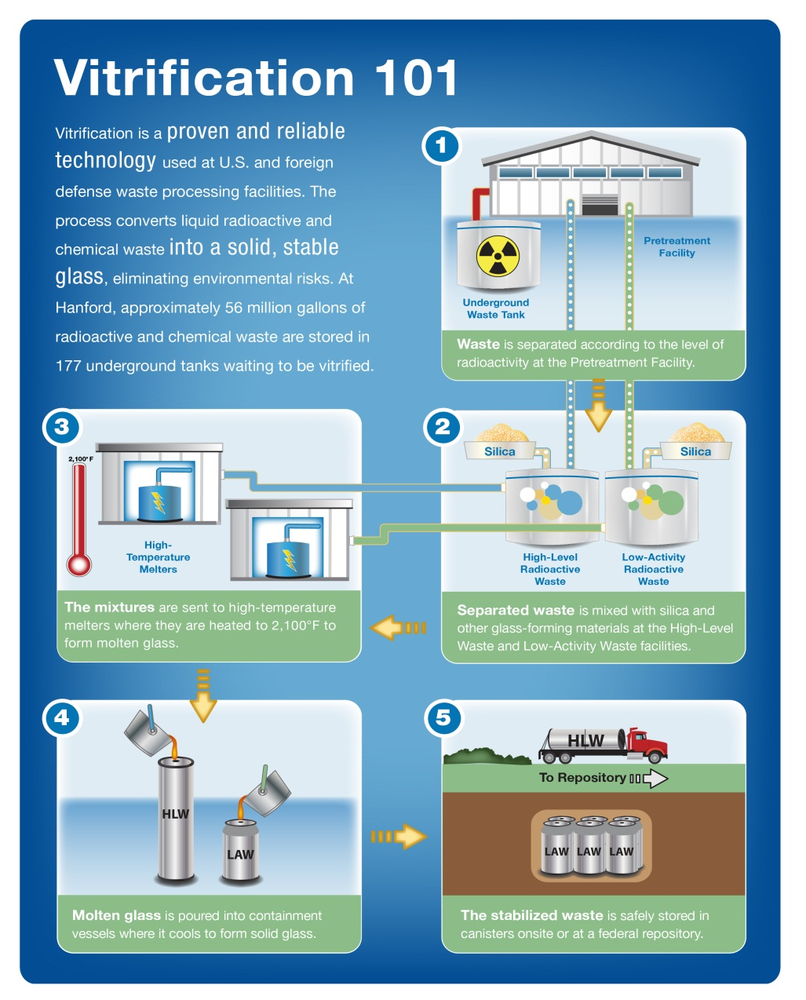 Vitrification 101
Vitrification is a proven and reliable
technology used at U.S. and foreign
defense waste processing facilities. The
process converts liquid radioactive and
chemical waste into a solid, stable
glass, eliminating environmental risks. At
Hanford, approximately 56 million gallons of
radioactive and chemical waste are stored in
177 underground tanks waiting to be vitrified.
1
Pretreatment
Facility
Underground
Waste Tank
Waste is separated according to the level of
radioactivity at the Pretreatment Facility.
2
Silica
Silica
High-Level
Radioactive
Waste
Low-Activity
Radioactive
Waste
Separated waste is mixed with silica and
other glass-forming materials at the High-Level
Waste and Low-Activity Waste facilities.
3
2,100°F
High-
Temperature
Melters
The mixtures are sent to high-temperature
melters where they are heated to 2,100°F to
form molten glass.
4
HLW
LAW
Molten glass is poured into containment
vessels where it cools to form solid glass.
5
HLW
To Repository
LAW LAW LAW
The stabilized waste is safely stored in
canisters onsite or at a federal repository.